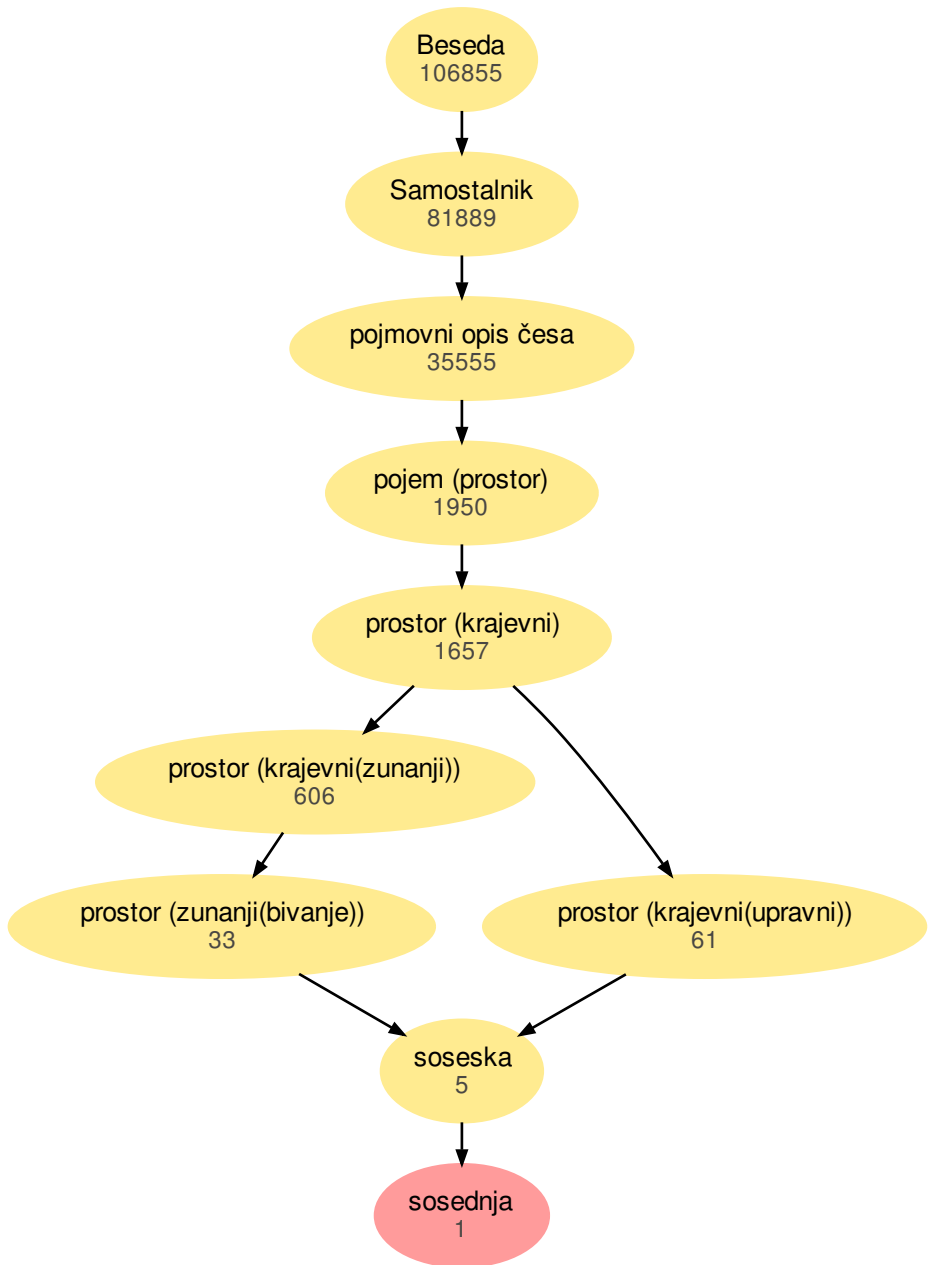 Beseda
106855
Samostalnik
81889
pojmovni opis česa
35555
pojem (prostor)
1950
prostor (krajevni)
1657
prostor (krajevni(zunanji))
606
prostor (zunanji(bivanje))
33
prostor (krajevni(upravni))
61
soseska
5
sosednja
1